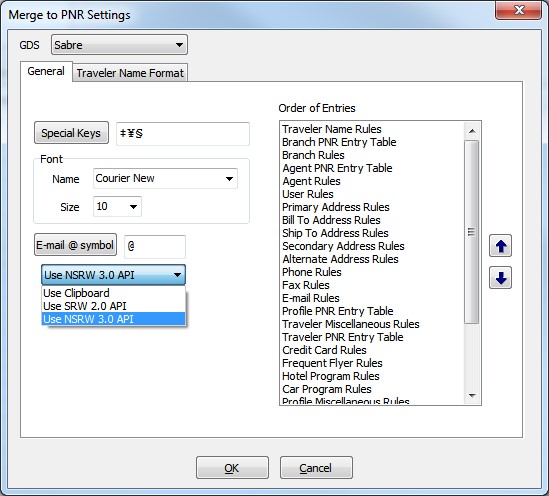 Merge to PNR Settings
GDS Sabre
General Traveler Name Format
Special Keys ‡¥§
Font
Name Courier New
Size 10
E-mail @ symbol @
Use NSRW 3.0 API
Use Clipboard
Use SRW 2.0 API
Use NSRW 3.0 API
Order of Entries
Traveler Name Rules
Branch PNR Entry Table
Branch Rules
Agent PNR Entry Table
Agent Rules
User Rules
Primary Address Rules
Bill To Address Rules
Ship To Address Rules
Secondary Address Rules
Alternate Address Rules
Phone Rules
Fax Rules
E-mail Rules
Profile PNR Entry Table
Traveler Miscellaneous Rules
Traveler PNR Entry Table
Credit Card Rules
Frequent Flyer Rules
Hotel Program Rules
Car Program Rules
Profile Miscellaneous Rules
OK Cancel